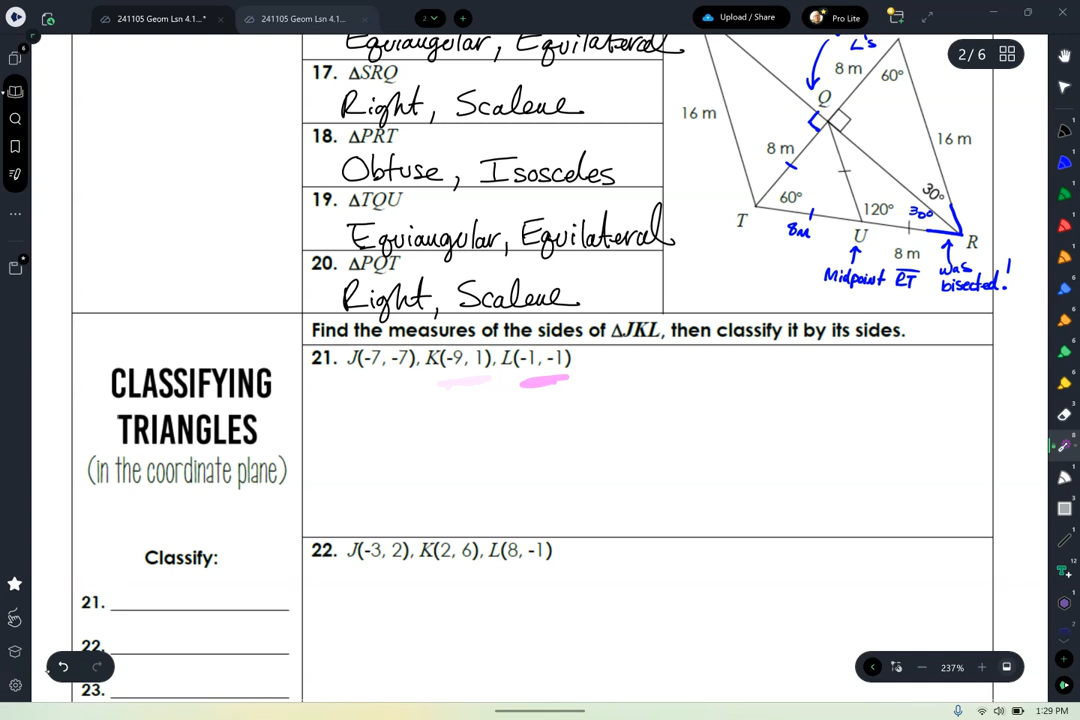 241105 Geom Lsn 4.1...*
241105 Geom Lsn 4.1...
2
Upload / Share
Pro Lite
2/6
Equiangular, Equilateral
17. ΔSRQ
Right, Scalene
18. ΔPRT
Obtuse, Isosceles
19. ΔTQU
Equiangular, Equilateral
20. ΔPQT
Right, Scalene
∠'s
8 m
60°
Q
16 m
16 m
8 m
60°
120°
30°
30°
T
8m
U
8 m
R
Midpoint RT
was
bisected!
CLASSIFYING
TRIANGLES
(in the coordinate plane)
Classify:
21.
22.
23.
Find the measures of the sides of ΔJKL, then classify it by its sides.
21. J(-7, -7), K(-9, 1), L(-1, -1)
22. J(-3, 2), K(2, 6), L(8, -1)
237%
1:29 PM